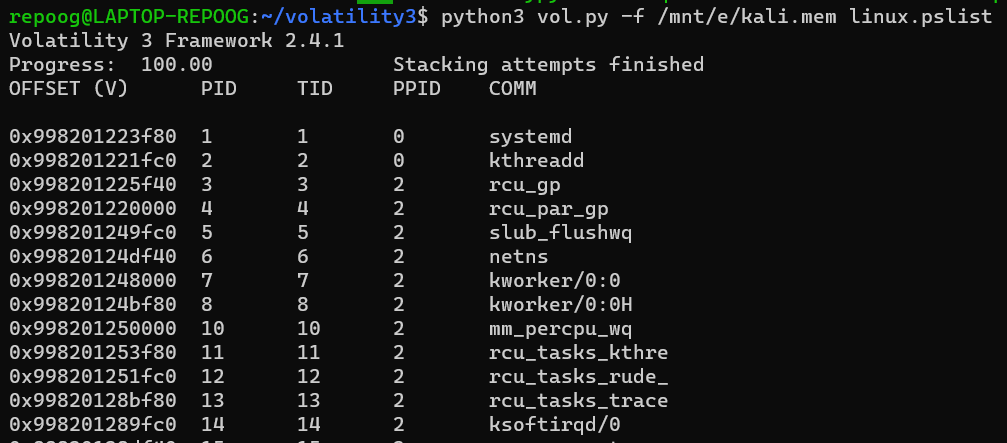 repoog@LAPTOP-REPOOG:~/volatility3$ python3 vol.py -f /mnt/e/kali.mem linux.pslist
Volatility 3 Framework 2.4.1
Progress:  100.00               Stacking attempts finished
OFFSET (V)      PID     TID     PPID    COMM
0x998201223f80  1       1       0       systemd
0x998201221fc0  2       2       0       kthreadd
0x998201225f40  3       3       2       rcu_gp
0x998201220000  4       4       2       rcu_par_gp
0x998201249fc0  5       5       2       slub_flushwq
0x99820124df40  6       6       2       netns
0x998201248000  7       7       2       kworker/0:0
0x99820124bf80  8       8       2       kworker/0:0H
0x998201250000  10      10      2       mm_percpu_wq
0x998201253f80  11      11      2       rcu_tasks_kthre
0x998201251fc0  12      12      2       rcu_tasks_rude_
0x99820128bf80  13      13      2       rcu_tasks_trace
0x998201289fc0  14      14      2       ksoftirqd/0